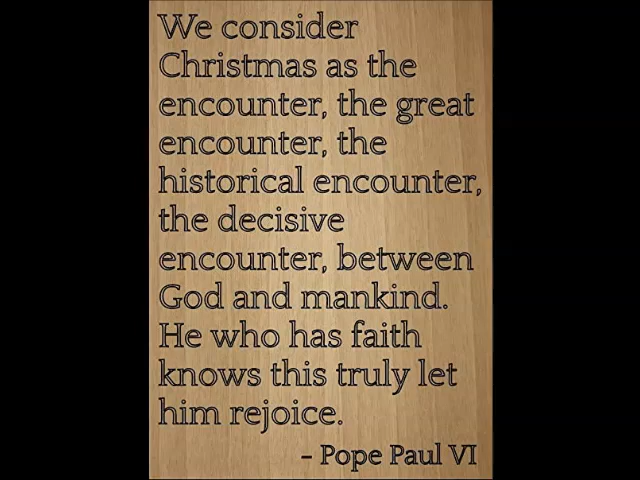 We consider
Christmas as the
encounter, the great
encounter, the
historical encounter,
the decisive
encounter, between
God and mankind.
He who has faith
knows this truly let
him rejoice.
- Pope Paul VI